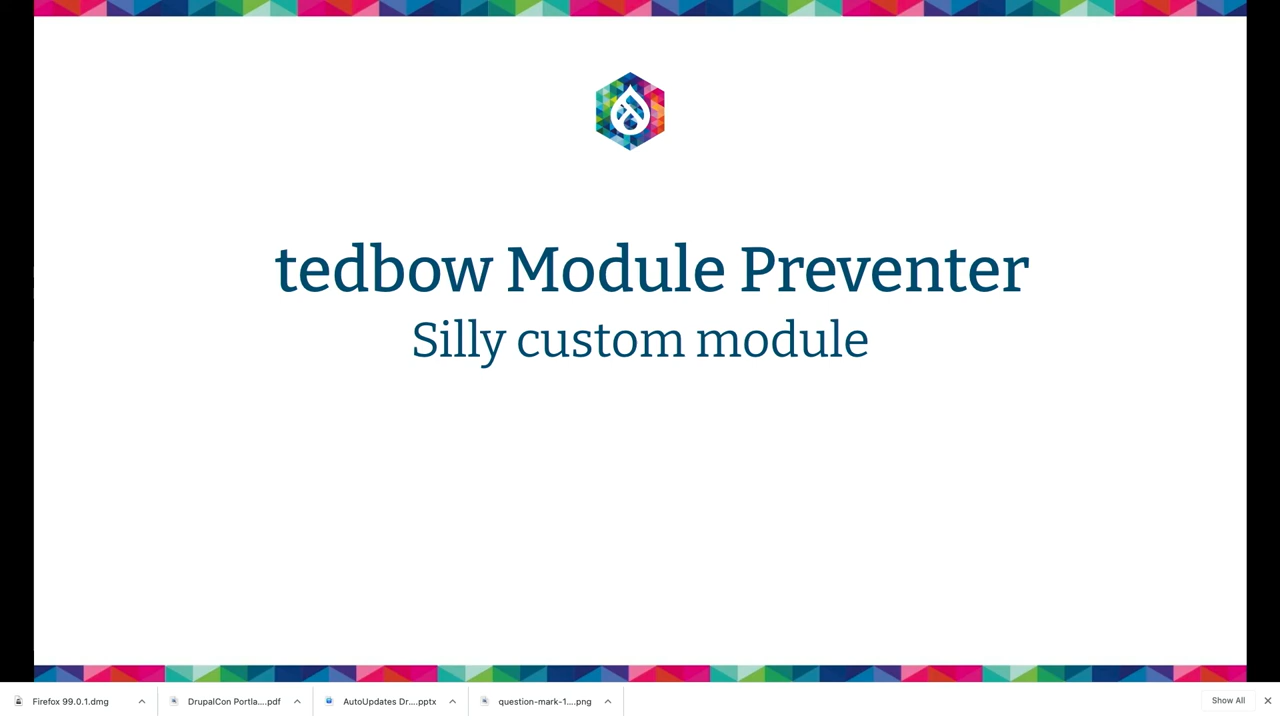 tedbow Module Preventer
Silly custom module
Firefox 99.0.1.dmg
DrupalCon Portla....pdf
AutoUpdates Dr....pptx
question-mark-1....png
Show All